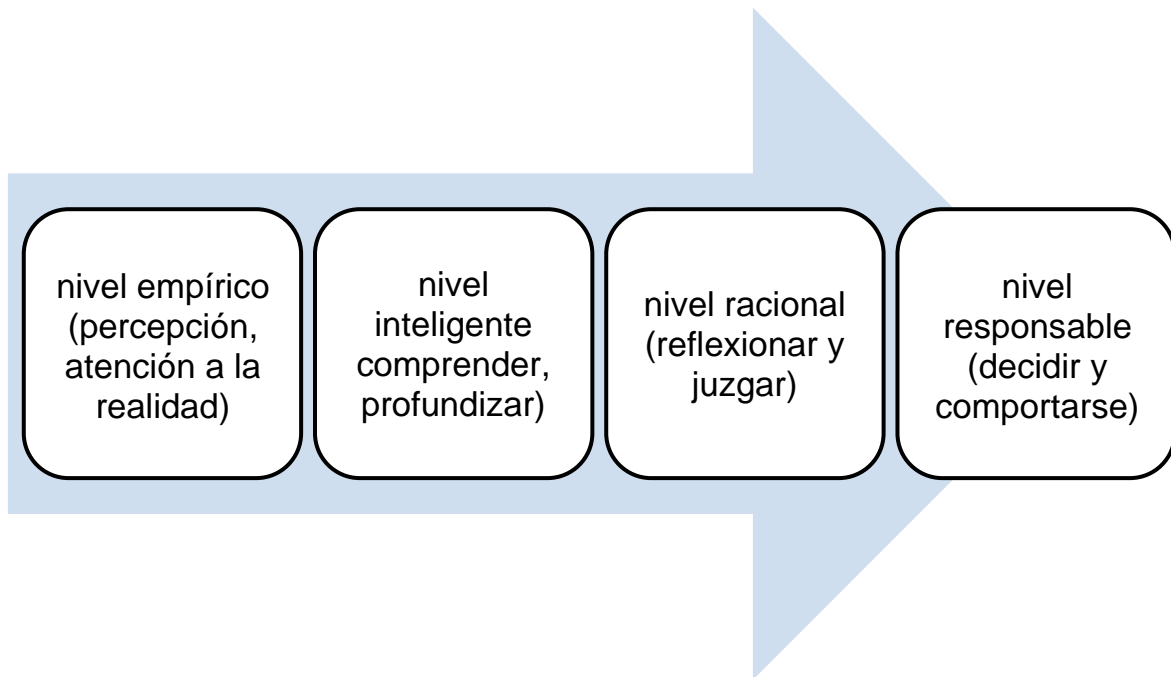 nivel empírico
(percepción,
atención a la
realidad)
nivel
inteligente
comprender,
profundizar)
nivel racional
(reflexionar y
juzgar)
nivel
responsable
(decidir y
comportarse)